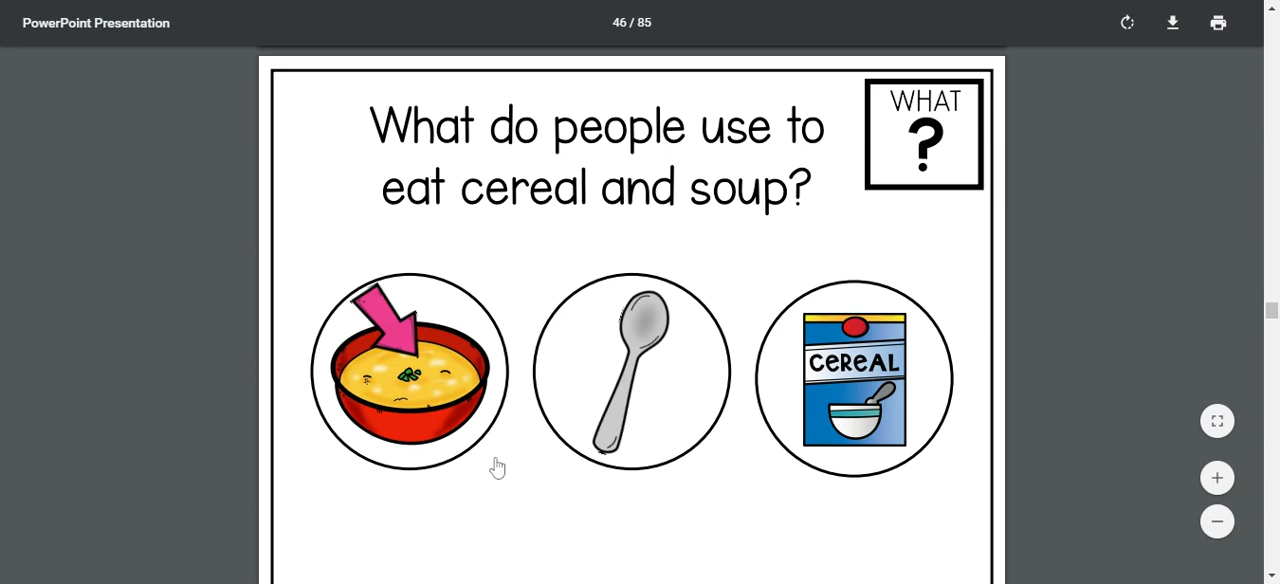 PowerPoint Presentation
46 / 85
What do people use to
eat cereal and soup?
WHAT
?
CEREAL